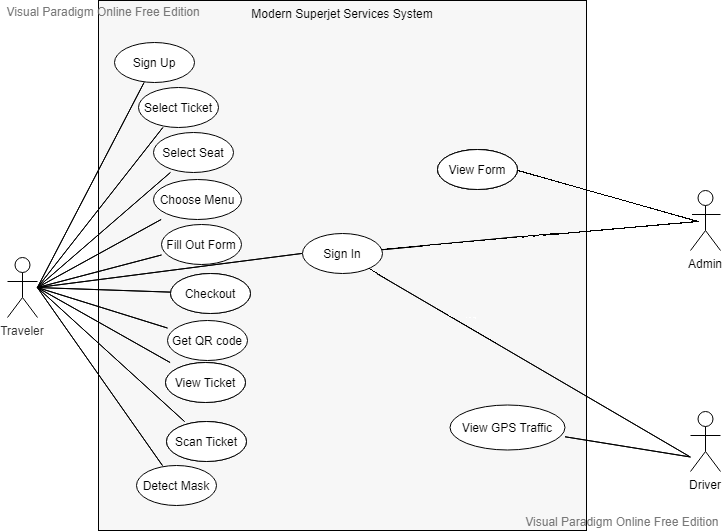 Visual Paradigm Online Free Edition
Modern Superjet Services System
Sign Up
Select Ticket
Select Seat
View Form
Choose Menu
Fill Out Form
Sign In
Admin
Checkout
Traveler
Get QR code
View Ticket
View GPS Traffic
Scan Ticket
Detect Mask
Driver
Visual Paradigm Online Free Edition